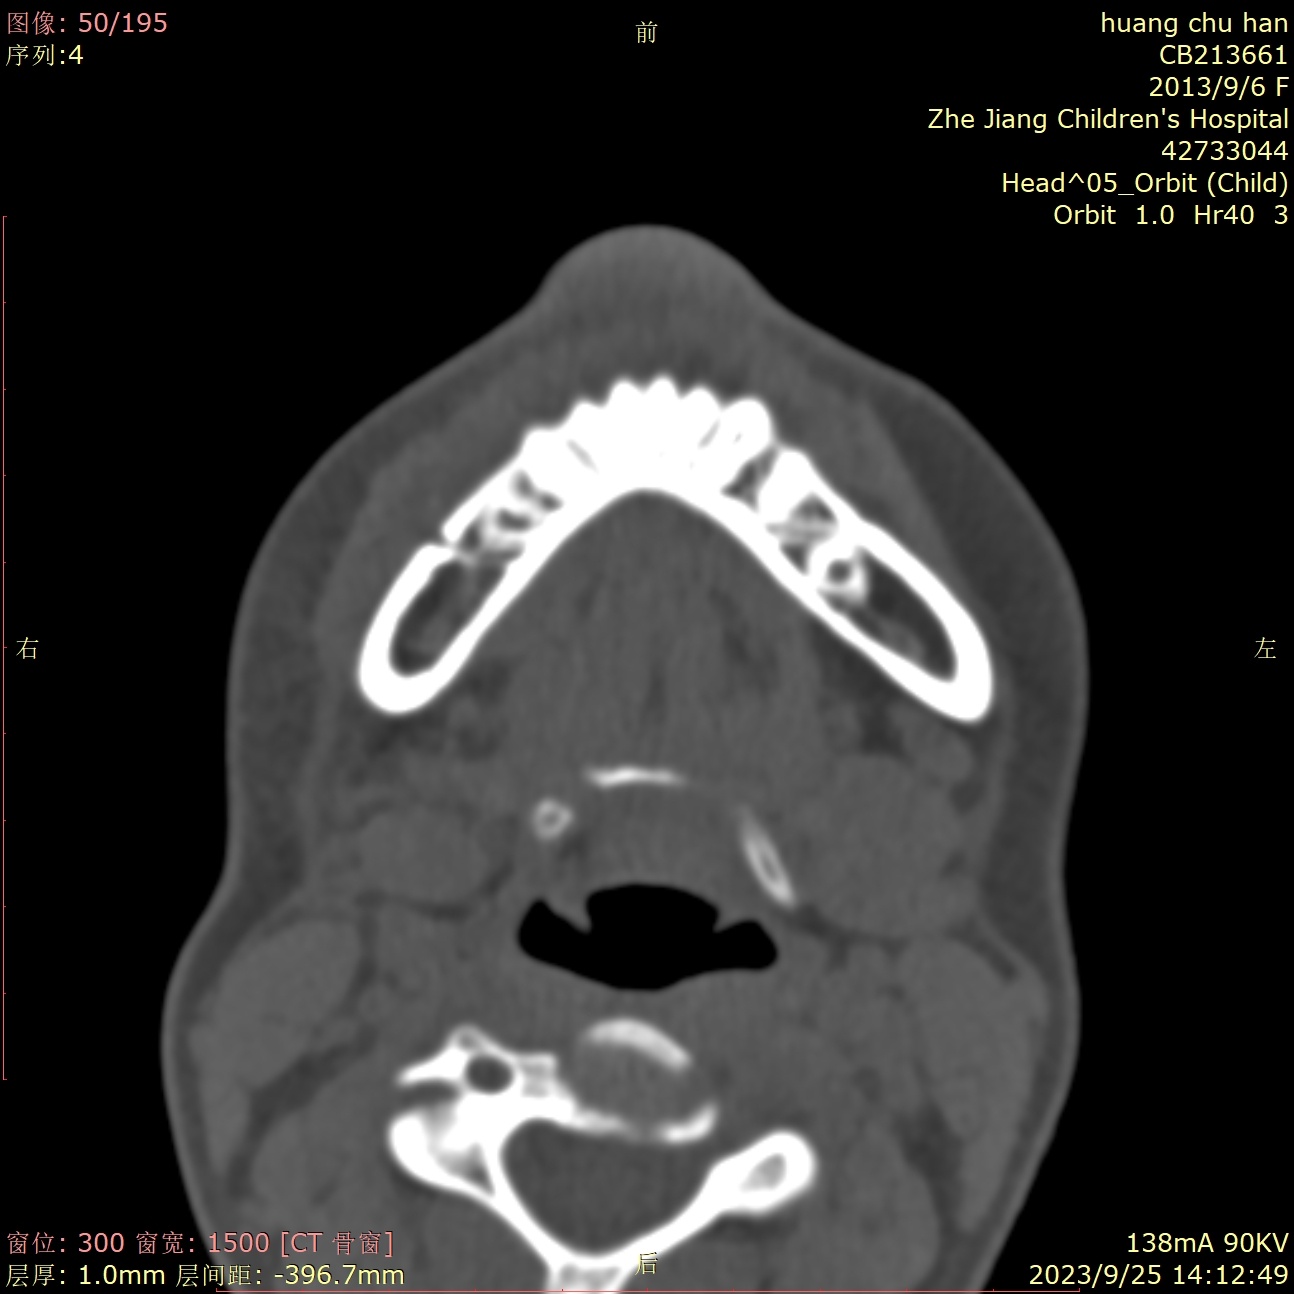 图像: 50/195
序列:4
前
huang chu han
CB213661
2013/9/6 F
Zhe Jiang Children's Hospital
42733044
Head^05_Orbit (Child)
Orbit 1.0 Hr40 3
右
左
窗位: 300 窗宽: 1500 [CT 骨窗]
层厚: 1.0mm 层间距: -396.7mm
后
138mA 90KV
2023/9/25 14:12:49